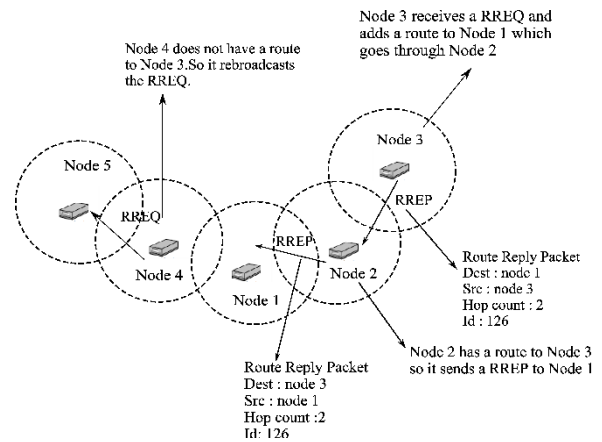 Node 3 receives a RREQ and
adds a route to Node 1 which
goes through Node 2
Node 4 does not have a route
to Node 3.So it rebroadcasts
the RREQ.
Node 5
Node 3
RREQ
RREP
Node 4
RREP
Node 2
Node 1
Route Reply Packet
Dest : node 1
Src : node 3
Hop count : 2
Id : 126
Node 2 has a route to Node 3
so it sends a RREP to Node 1
Route Reply Packet
Dest : node 3
Src : node 1
Hop count :2
Id: 126